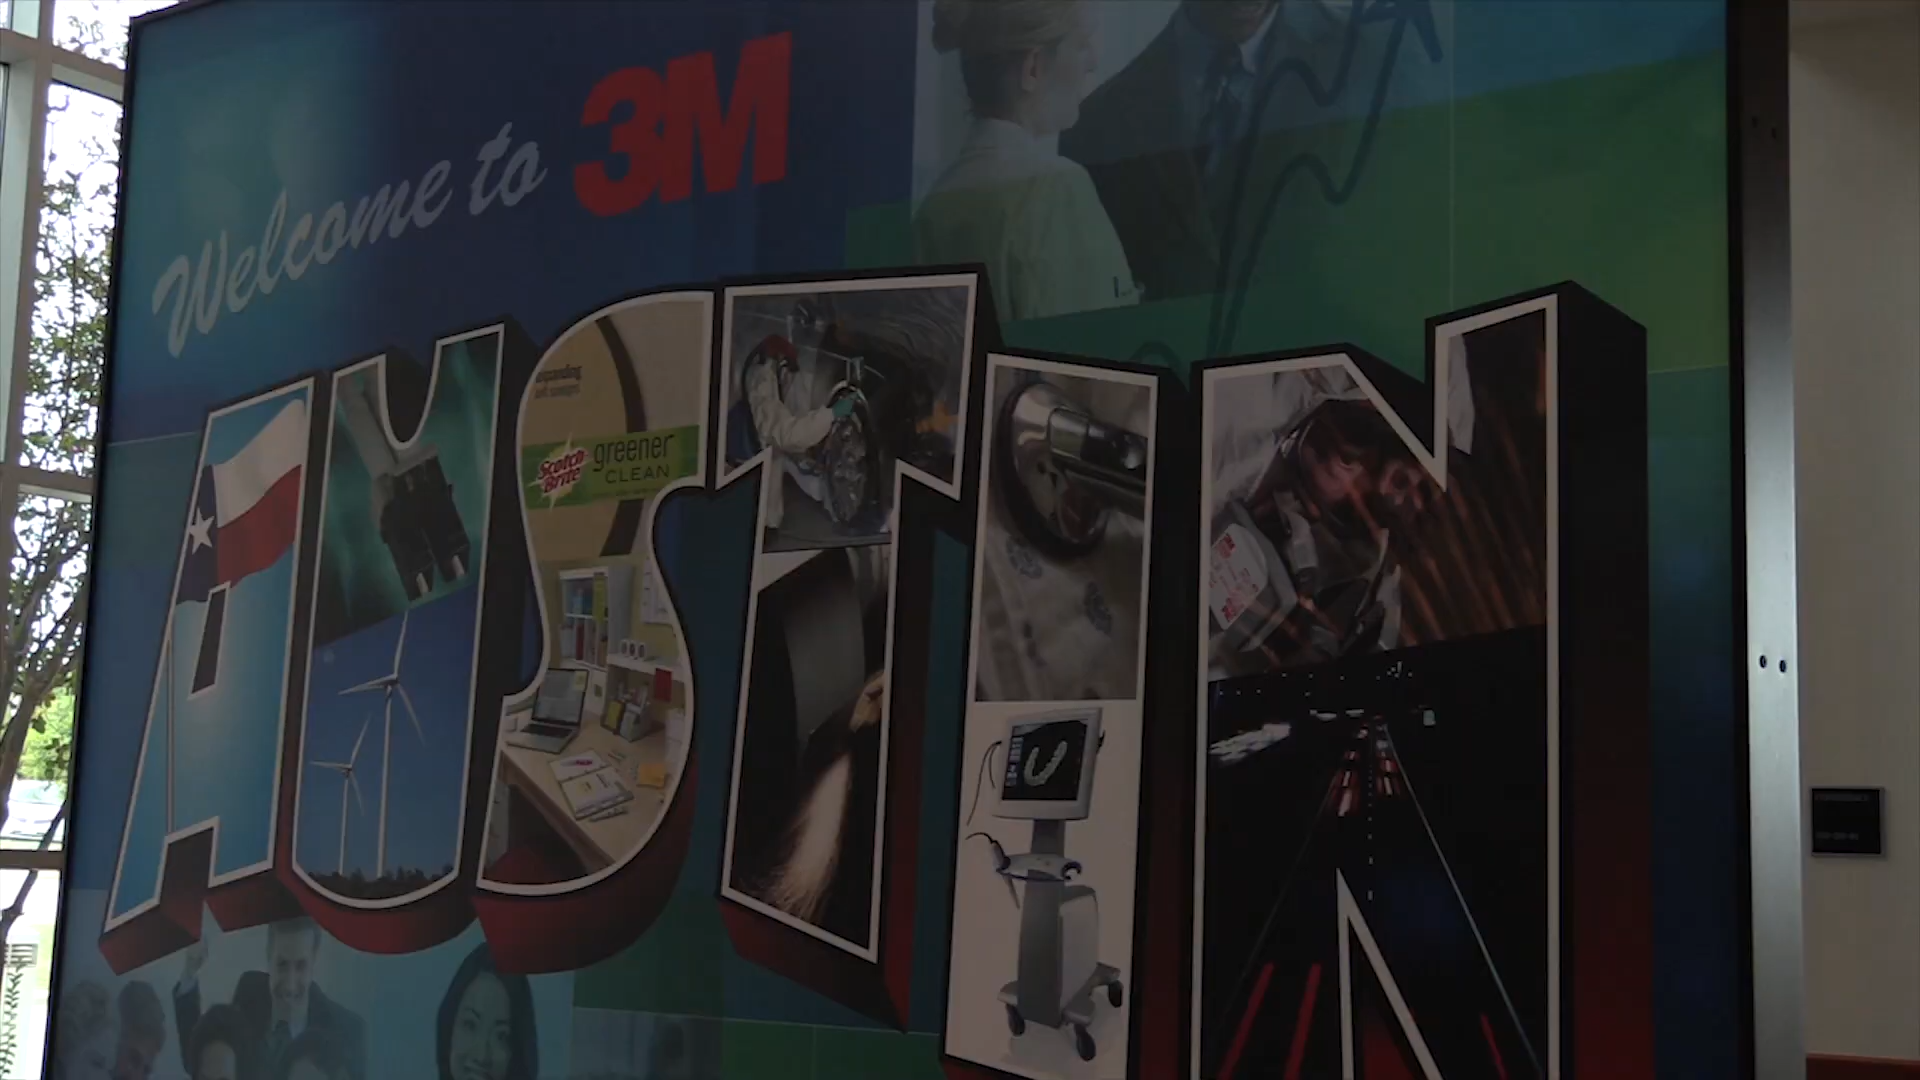 Welcome to 3M
AUSTIN
Scotch-Brite
greener
CLEAN